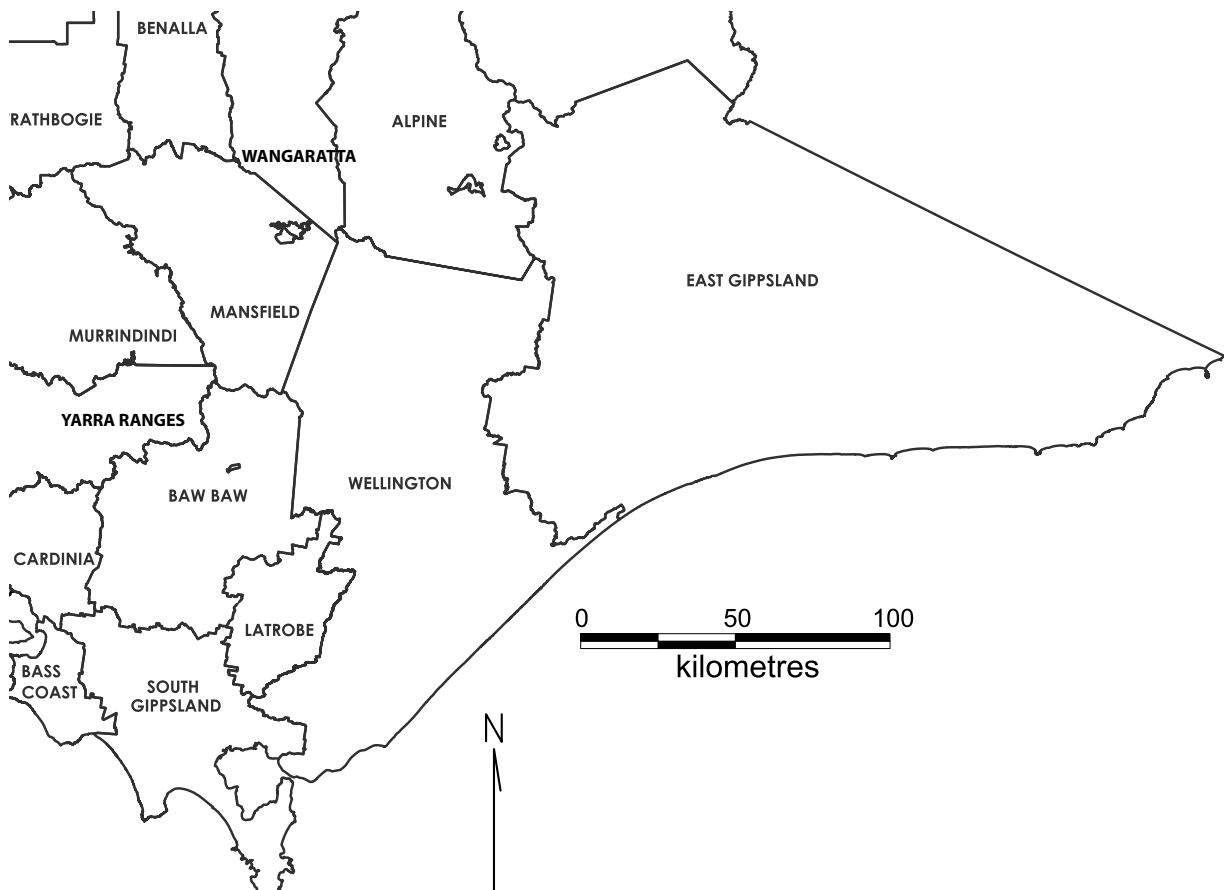 BENALLA
RATHBOGIE
ALPINE
WANGARATTA
EAST GIPPSLAND
MANSFIELD
MURRINDINDI
YARRA RANGES
WELLINGTON
BAW BAW
CARDINIA
0 50 100
kilometres
LATROBE
BASS
COAST
SOUTH
GIPPSLAND
N